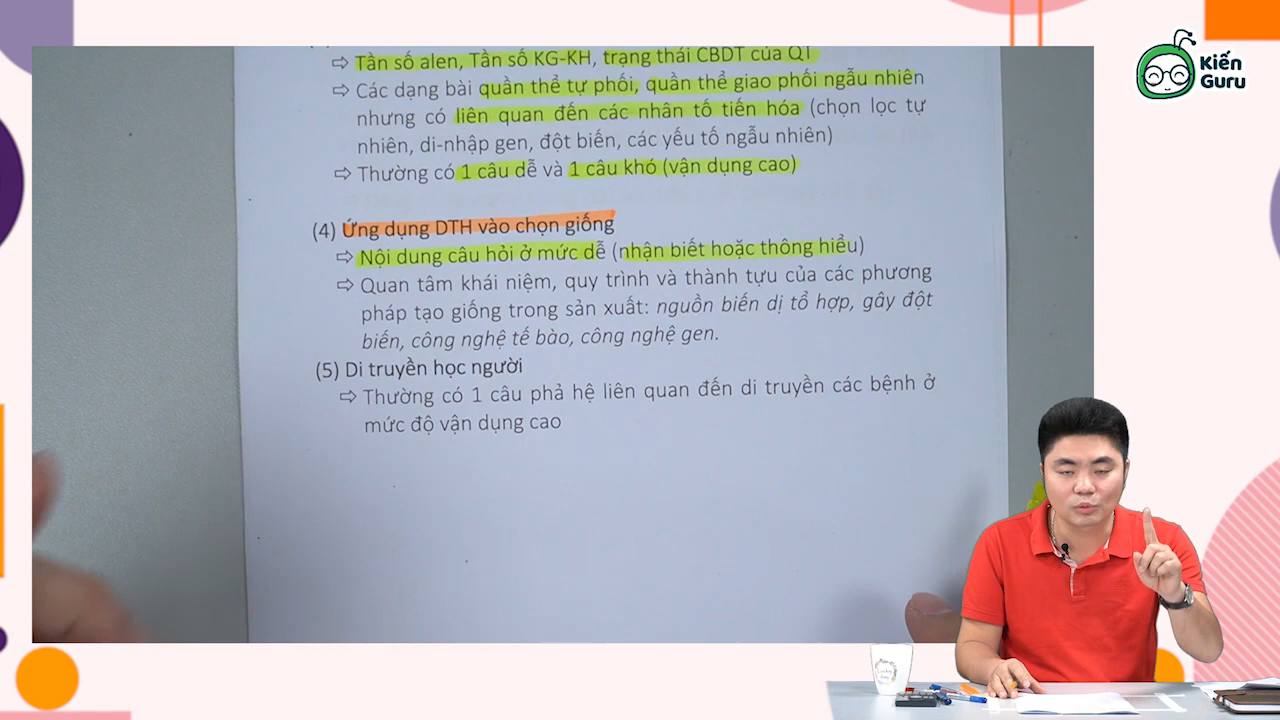 Kiến
Guru
⇨ Tần số alen, Tần số KG-KH, trạng thái CBDT của QT
⇨ Các dạng bài quần thể tự phối, quần thể giao phối ngẫu nhiên
nhưng có liên quan đến các nhân tố tiến hóa (chọn lọc tự
nhiên, di-nhập gen, đột biến, các yếu tố ngẫu nhiên)
⇨ Thường có 1 câu dễ và 1 câu khó (vận dụng cao)
(4) Ứng dụng DTH vào chọn giống
⇨ Nội dung câu hỏi ở mức dễ (nhận biết hoặc thông hiểu)
⇨ Quan tâm khái niệm, quy trình và thành tựu của các phương
pháp tạo giống trong sản xuất: nguồn biến dị tổ hợp, gây đột
biến, công nghệ tế bào, công nghệ gen.
(5) Di truyền học người
⇨ Thường có 1 câu phả hệ liên quan đến di truyền các bệnh ở
mức độ vận dụng cao